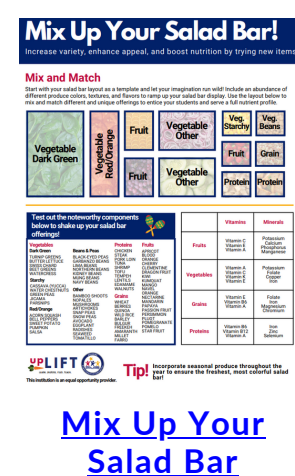 Mix Up Your Salad Bar!
Increase variety, enhance appeal, and boost nutrition by trying new items
Mix and Match
Start with your salad bar layout as a template and let your imagination run wild! Include an abundance of
different produce colors, textures, and flavors to ramp up your salad bar display. Use the layout below to
mix and match different and unique offerings to entice your students and serve a full nutrient profile.
Vegetable
Dark Green
Vegetable
Red/Orange
Fruit
Fruit
Vegetable
Other
Vegetable
Other
Veg.
Starchy
Veg.
Beans
Fruit
Grain
Protein
Protein
Test out the noteworthy components
below to shake up your salad bar
offerings!
Vegetables
Dark Green
TURNIP GREENS
BUTTER LETTUCE
SWISS CHARD
BEET GREENS
WATERCRESS
Starchy
CASSAVA (YUCCA)
WATER CHESTNUTS
GREEN PEAS
JICAMA
PARSNIPS
Red/Orange
ACORN SQUASH
BELL PEPPERS
SWEET POTATO
PUMPKIN
SALSA
Beans & Peas
BLACK-EYED PEAS
GARBANZO BEANS
LIMA BEANS
NORTHERN BEANS
KIDNEY BEANS
MUNG BEANS
NAVY BEANS
Other
BAMBOO SHOOTS
NOPALES
MUSHROOMS
ARTICHOKES
SNAP PEAS
SNOW PEAS
AVOCADO
EGGPLANT
RADISHES
SEAWEED
TOMATILLO
Proteins
CHICKEN
STEAK
PORK LOIN
TUNA
SHRIMP
TOFU
TEMPEH
LENTILS
EDAMAME
WALNUTS
Grains
WHEAT
BERRIES
QUINOA
WILD RICE
BARLEY
BULGUR
FREEKEH
AMARANTH
MILLET
FARRO
Fruits
APRICOT
BLOOD
ORANGE
CHERRY
CLEMENTINE
DRAGON FRUIT
KIWI
KUMQUAT
MANGO
NAVEL
ORANGE
NECTARINE
MANDARIN
PAPAYA
PASSION FRUIT
PERSIMMON
PLUOT
POMEGRANATE
POMELO
STAR FRUIT
Vitamins
Minerals
Fruits
Vitamin C
Vitamin E
Vitamin A
Potassium
Calcium
Phosphorus
Manganese
Vegetables
Vitamin A
Vitamin C
Vitamin K
Vitamin E
Potassium
Folate
Copper
Iron
Grains
Vitamin E
Vitamin B6
Vitamin A
Folate
Iron
Magnesium
Chromium
Proteins
Vitamin B6
Vitamin B12
Vitamin A
Iron
Zinc
Selenium
UPLIFT
This institution is an equal opportunity provider.
Tip! Incorporate seasonal produce throughout the
year to ensure the freshest, most colorful salad
bar!
Mix Up Your
Salad Bar